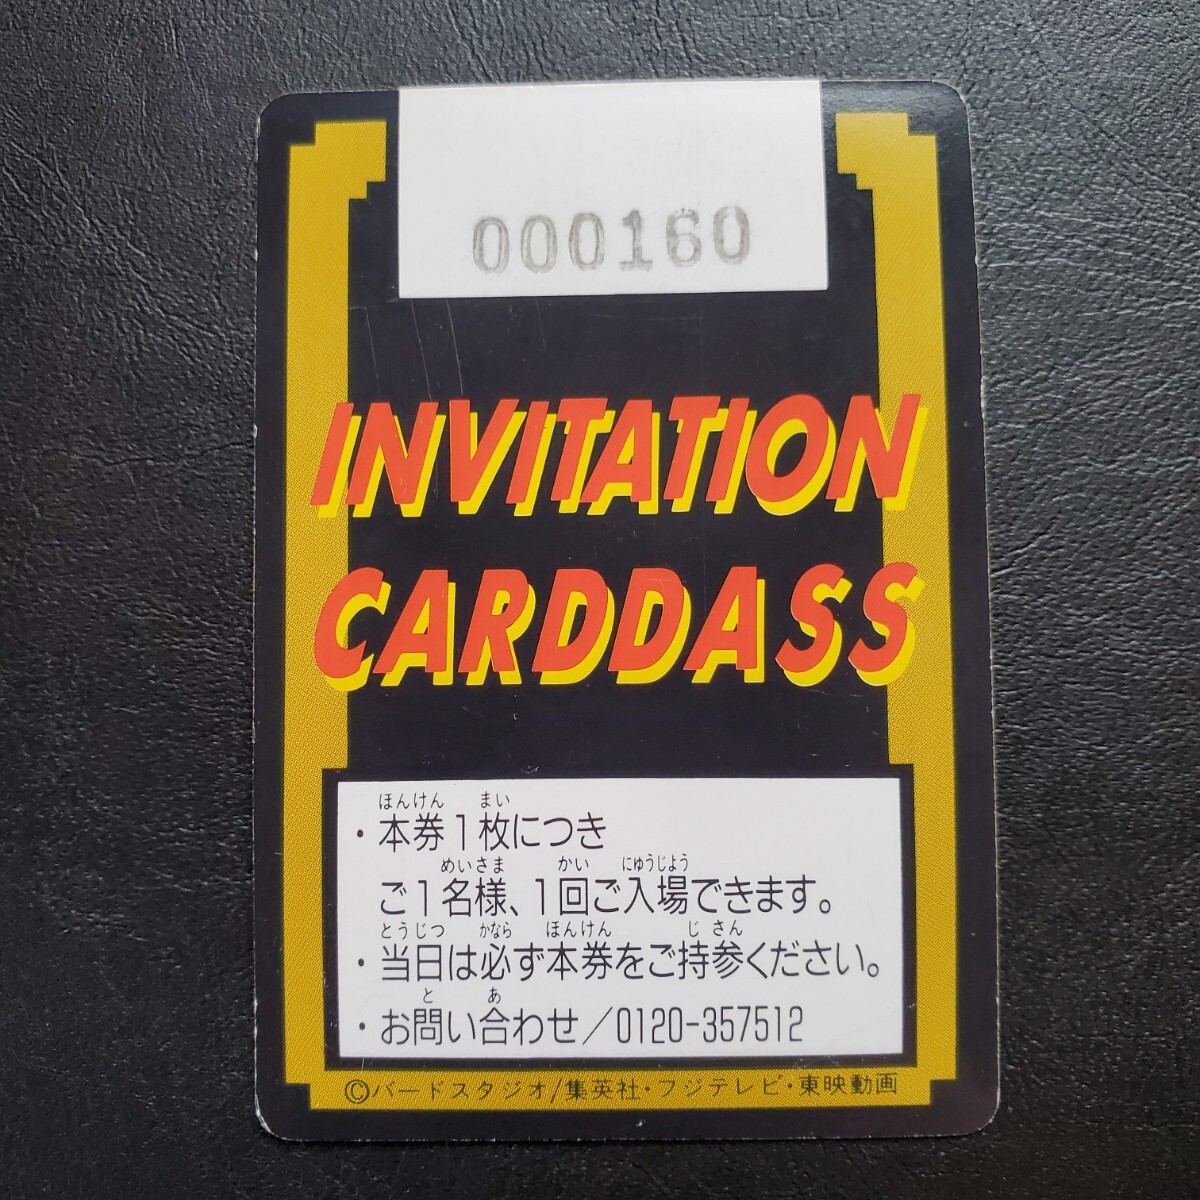 000160
INVITATION
CARDDASS
ほんけん まい
・本券1枚につき
めいさま かい にゅうじょう
ご1名様、1回ご入場できます。
とうじつ かなら ほんけん じさん
・当日は必ず本券をご持参ください。
と あ
・お問い合わせ/0120-357512
©バードスタジオ/集英社・フジテレビ・東映動画